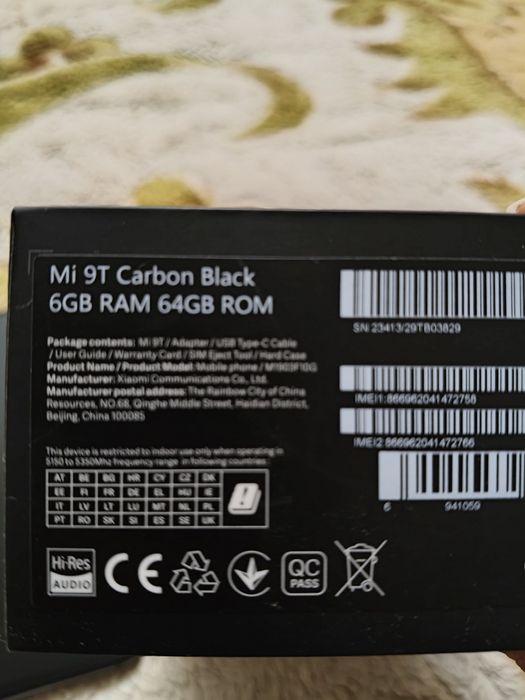 Mi 9T Carbon Black
6GB RAM 64GB ROM
Package contents: Mi 9T / Adapter / USB Type-C Cable
/ User Guide / Warranty Card / SIM Eject Tool / Hard Case
Product Name / Product Model: Mobile phone / M1903F10G
Manufacturer: Xiaomi Communications Co., Ltd.
Manufacturer postal address: The Rainbow City of China
Resources, NO.68, Qinghe Middle Street, Haidian District,
Beijing, China 100085
This device is restricted to indoor use only when operating in
5150 to 5350Mhz frequency range in following countries:
AT BE BG HR CY CZ DK
EE FI FR DE EL HU IE
IT LV LT LU MT NL PL
PT RO SK SI ES SE UK
SN:23413/29TB03829
IMEI1:866962041472758
IMEI2:866962041472766
6 941059
Hi-Res
AUDIO
CE
QC
PASS